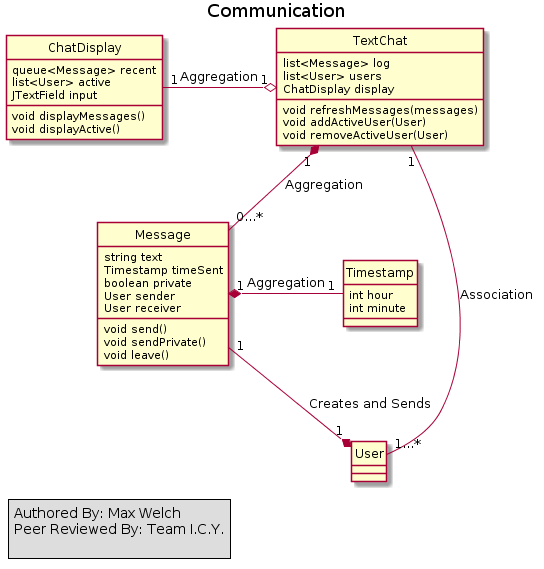 Communication
ChatDisplay
queue<Message> recent
list<User> active
JTextField input
void displayMessages()
void displayActive()
1 Aggregation 1
TextChat
list<Message> log
list<User> users
ChatDisplay display
void refreshMessages(messages)
void addActiveUser(User)
void removeActiveUser(User)
1
1
Aggregation
0...*
Message
string text
Timestamp timeSent
boolean private
User sender
User receiver
void send()
void sendPrivate()
void leave()
1 Aggregation 1
Timestamp
int hour
int minute
Association
1
Creates and Sends
1
1...*
User
Authored By: Max Welch
Peer Reviewed By: Team I.C.Y.